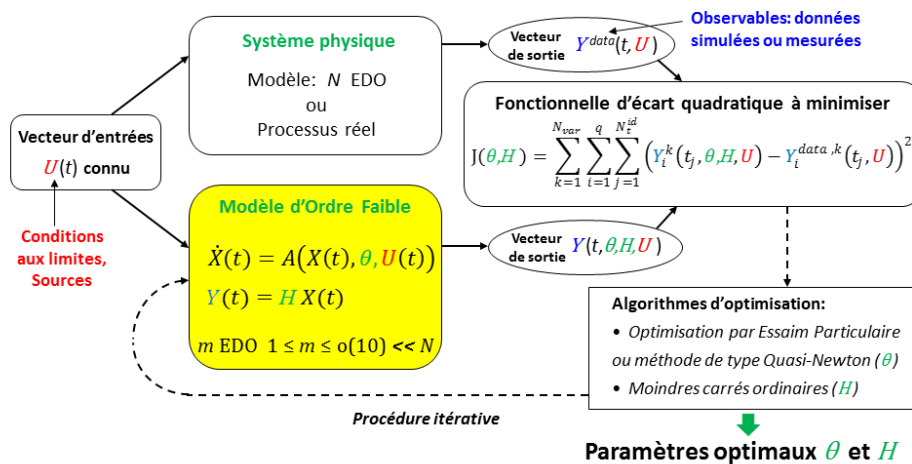 Vecteur d'entrées
U(t) connu
Conditions
aux limites,
Sources
Système physique
Modèle: N EDO
ou
Processus réel
Modèle d'Ordre Faible
Ẋ(t) = A(X(t), θ, U(t))
Y(t) = H X(t)
m EDO 1 ≤ m ≤ o(10) << N
Vecteur
de sortie Y^data(t, U)
Observables: données
simulées ou mesurées
Fonctionnelle d'écart quadratique à minimiser
J(θ,H) = ∑_{k=1}^{N_var} ∑_{i=1}^{q} ∑_{j=1}^{N_t^id} (Y_i^k(t_j, θ, H, U) − Y_i^{data,k}(t_j, U))²
Vecteur
de sortie Y(t, θ,H,U)
Algorithmes d'optimisation:
• Optimisation par Essaim Particulaire
ou méthode de type Quasi-Newton (θ)
• Moindres carrés ordinaires (H)
Procédure itérative
Paramètres optimaux θ et H